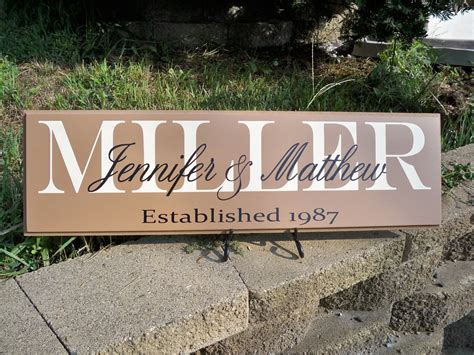 MILLER
Jennifer & Matthew
Established 1987